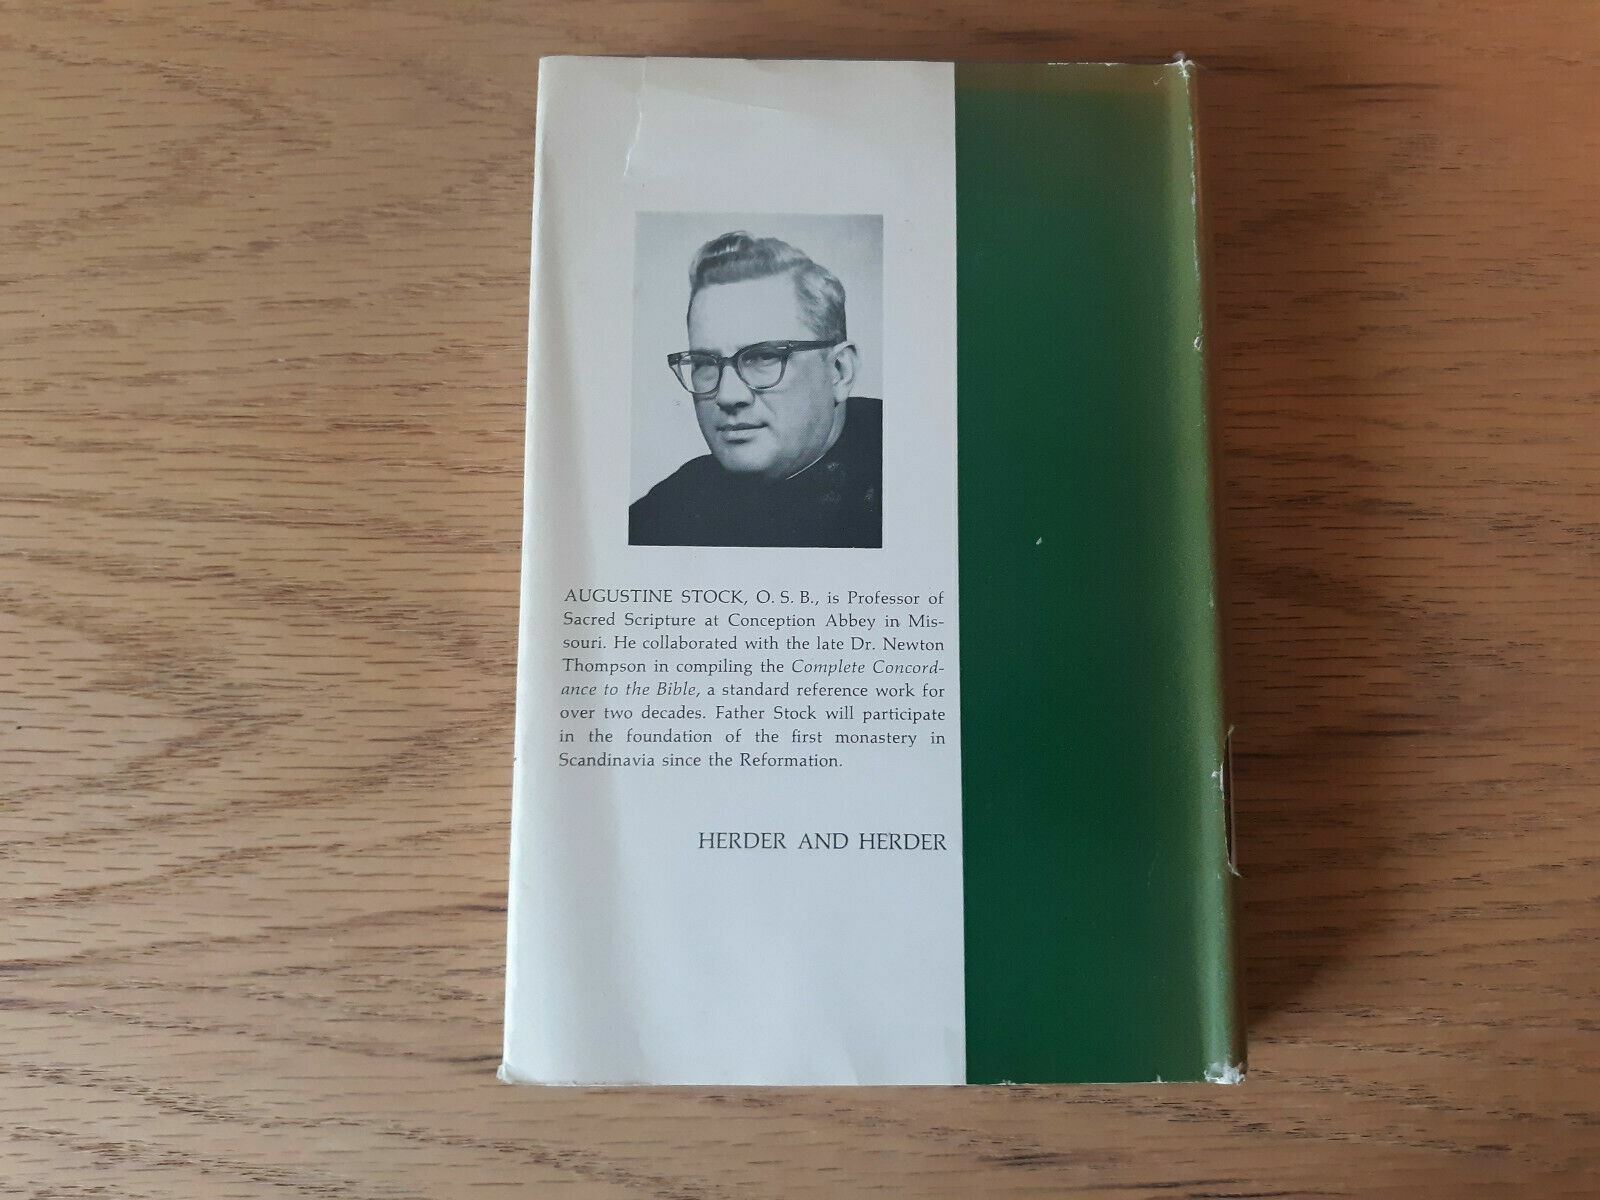 AUGUSTINE STOCK, O. S. B., is Professor of
Sacred Scripture at Conception Abbey in Mis-
souri. He collaborated with the late Dr. Newton
Thompson in compiling the Complete Concord-
ance to the Bible, a standard reference work for
over two decades. Father Stock will participate
in the foundation of the first monastery in
Scandinavia since the Reformation.
HERDER AND HERDER